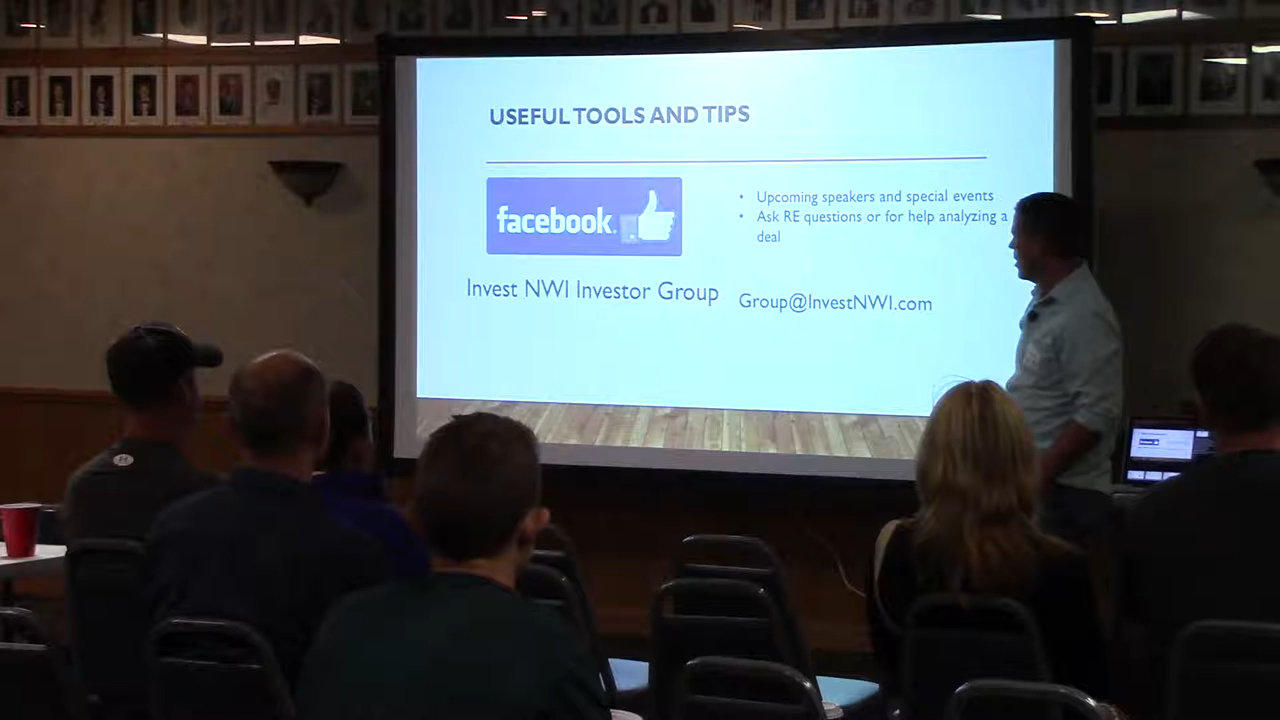 USEFUL TOOLS AND TIPS
facebook
• Upcoming speakers and special events
• Ask RE questions or for help analyzing a
deal
Invest NWI Investor Group
Group@InvestNWI.com